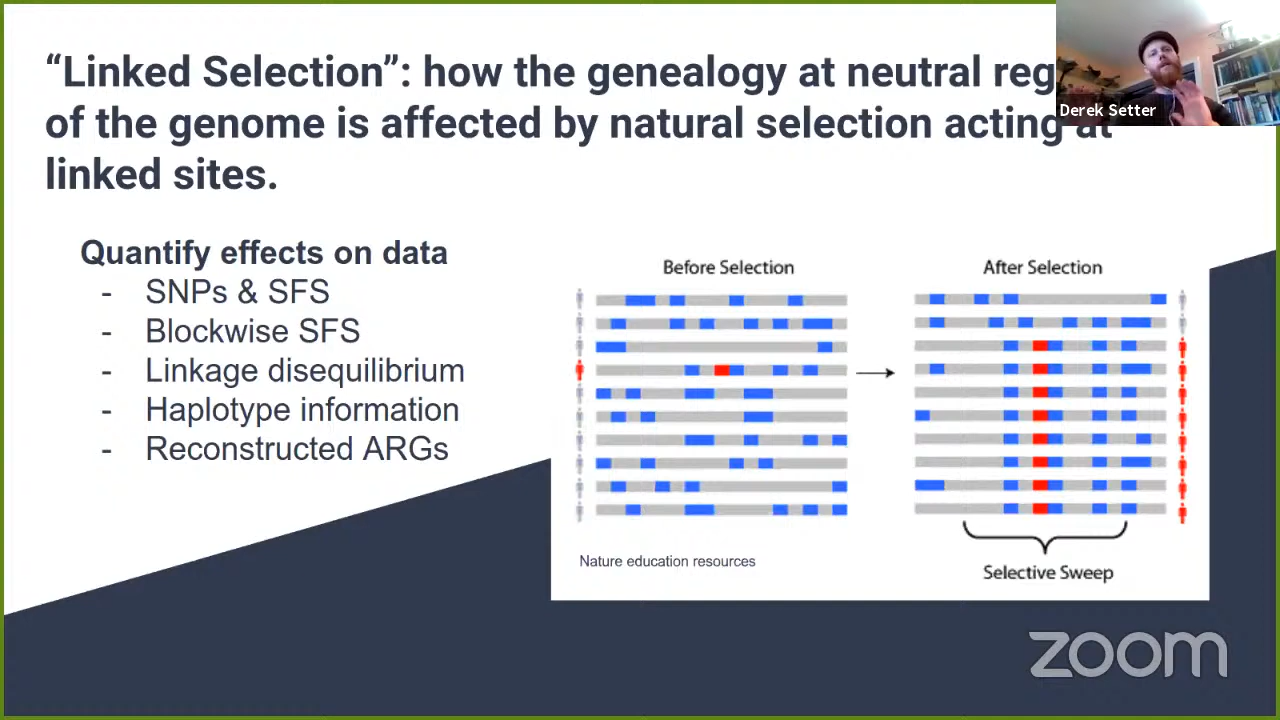 “Linked Selection”: how the genealogy at neutral reg
of the genome is affected by natural selection acting at
linked sites.
Derek Setter
Quantify effects on data
- SNPs & SFS
- Blockwise SFS
- Linkage disequilibrium
- Haplotype information
- Reconstructed ARGs
Before Selection
After Selection
Nature education resources
Selective Sweep
zoom